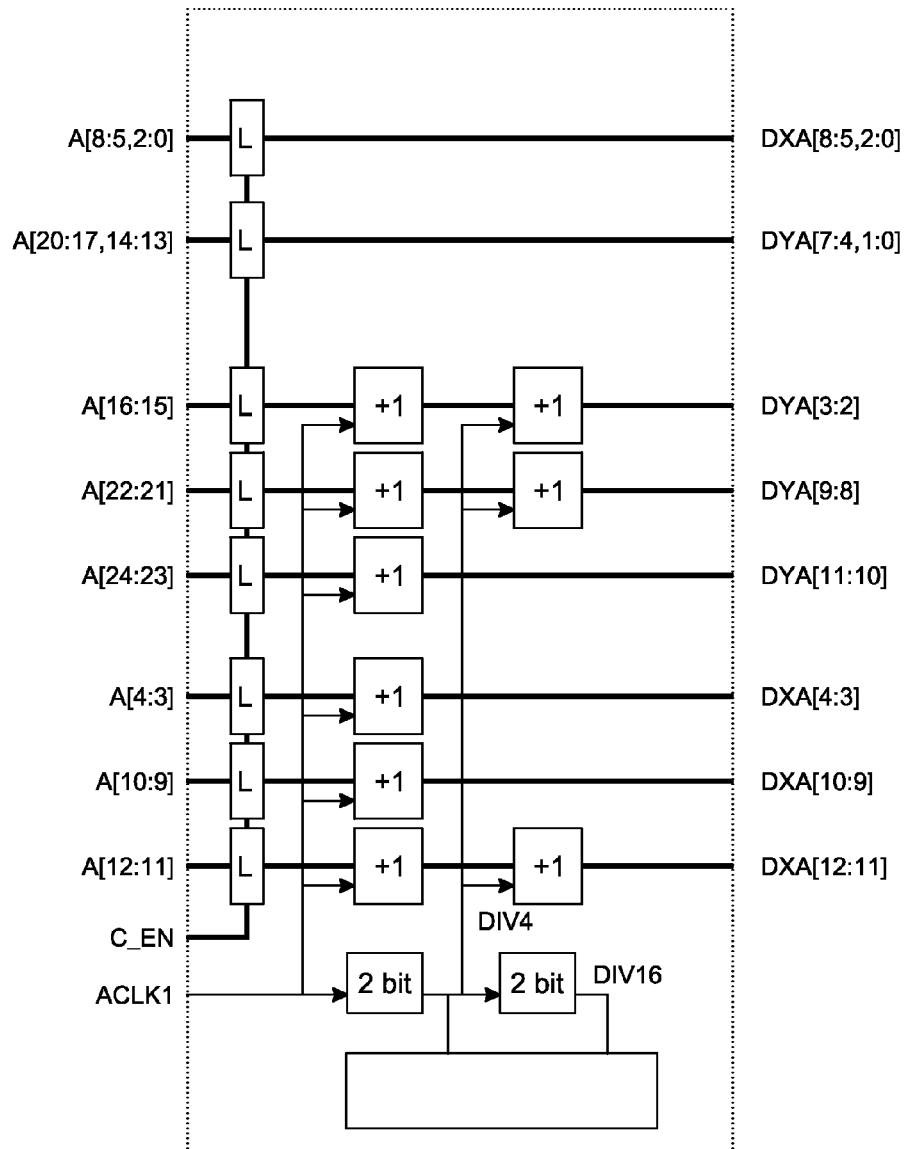 A[8:5,2:0] L DXA[8:5,2:0]
A[20:17,14:13] L DYA[7:4,1:0]
A[16:15] L +1 +1 DYA[3:2]
A[22:21] L +1 +1 DYA[9:8]
A[24:23] L +1 DYA[11:10]
A[4:3] L +1 DXA[4:3]
A[10:9] L +1 DXA[10:9]
A[12:11] L +1 +1 DXA[12:11]
DIV4
C_EN
ACLK1 2 bit 2 bit DIV16